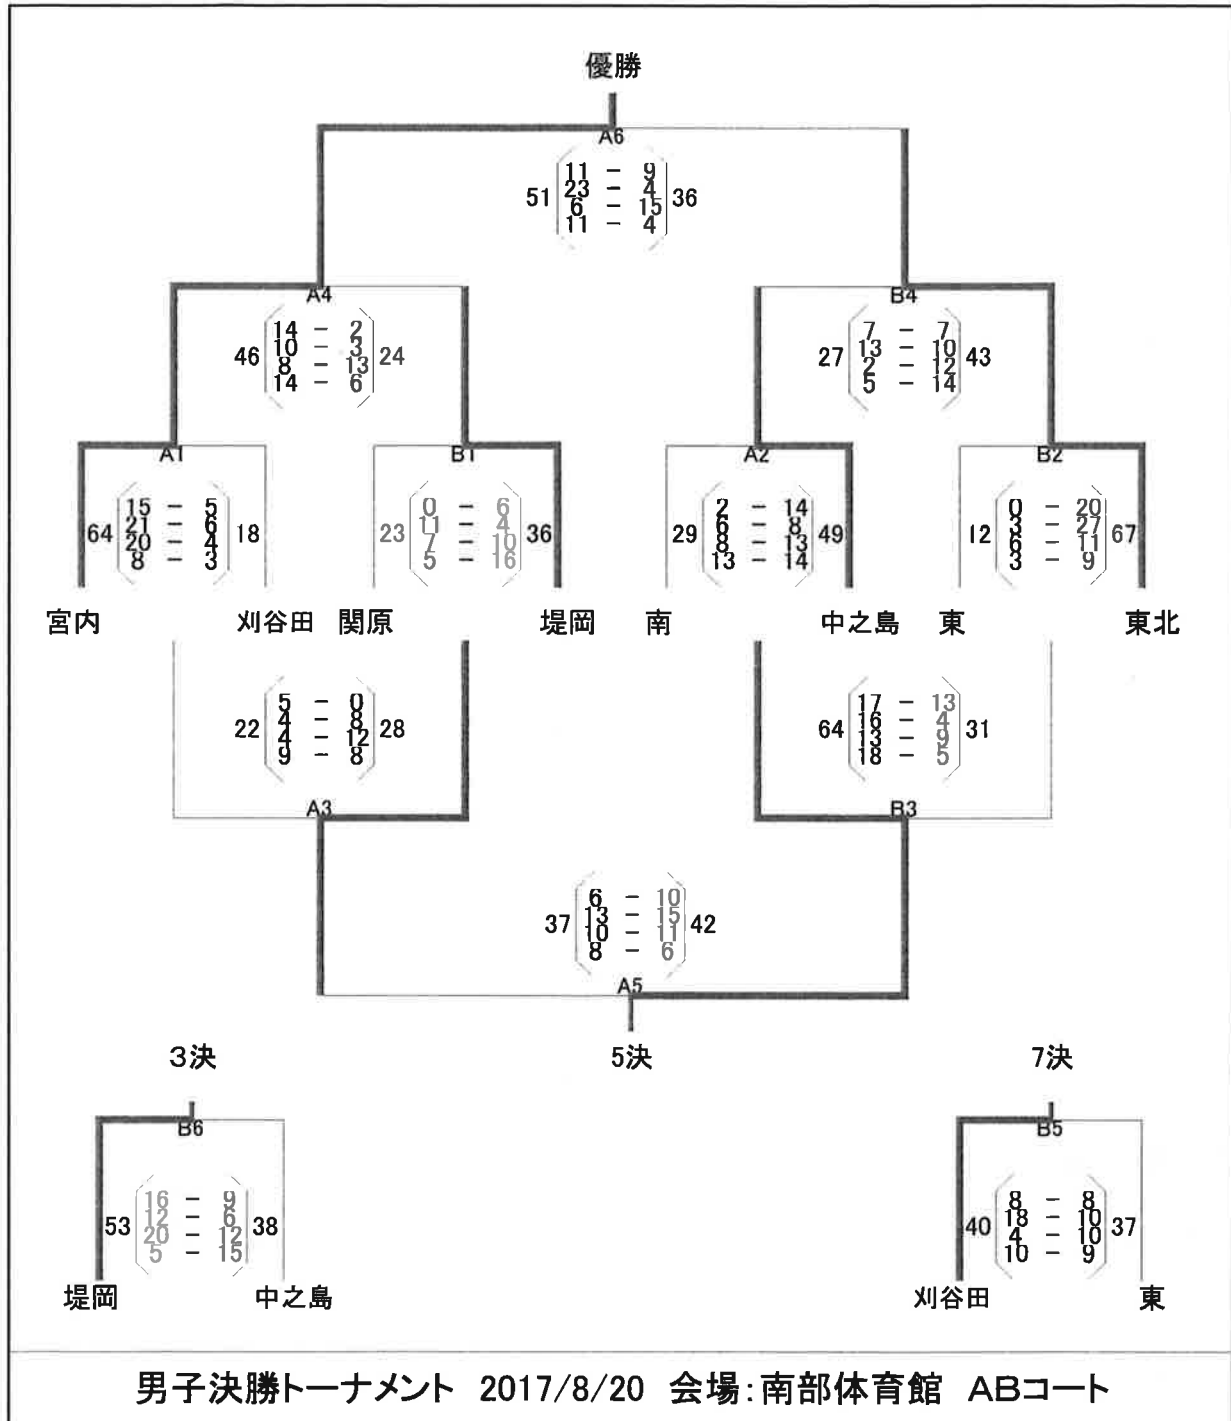 優勝
A6
11 - 9
51 23 - 4 36
6 - 15
11 - 4
A4 B4
14 - 2 7 - 7
46 10 - 3 24 27 13 - 10 43
8 - 13 2 - 12
14 - 6 5 - 14
A1 B1 A2 B2
15 - 5 0 - 6 2 - 14 0 - 20
64 21 - 6 18 23 11 - 4 36 29 6 - 8 49 12 3 - 27 67
20 - 4 7 - 10 8 - 13 6 - 11
8 - 3 5 - 16 13 - 14 3 - 9
宮内 刈谷田 関原 堤岡 南 中之島 東 東北
5 - 0 17 - 13
22 4 - 8 28 64 16 - 4 31
4 - 12 13 - 9
9 - 8 18 - 5
A3 B3
6 - 10
37 13 - 15 42
10 - 11
8 - 6
A5
3決 5決 7決
B6 B5
16 - 9 8 - 8
53 12 - 6 38 40 18 - 10 37
20 - 12 4 - 10
5 - 15 10 - 9
堤岡 中之島 刈谷田 東
男子決勝トーナメント 2017/8/20 会場:南部体育館 ABコート